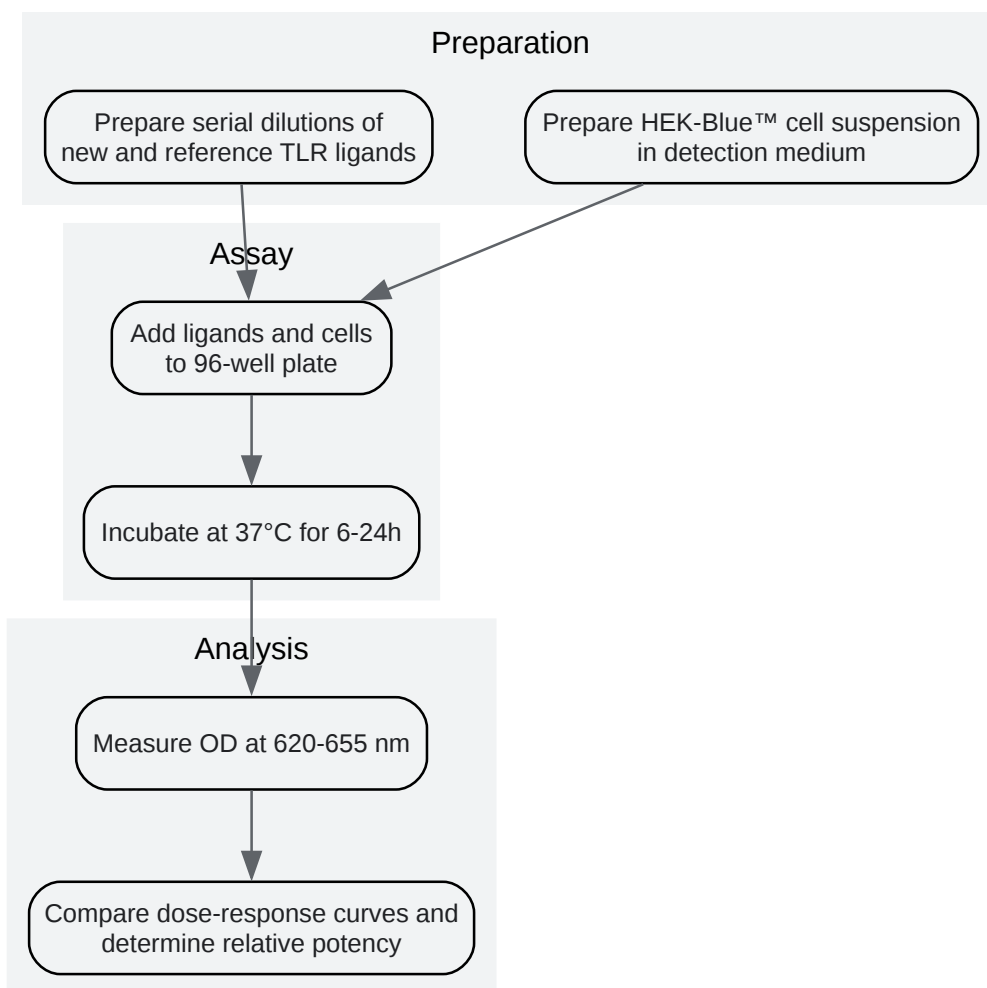 Preparation
Prepare serial dilutions of
new and reference TLR ligands
Prepare HEK-Blue™ cell suspension
in detection medium
Assay
Add ligands and cells
to 96-well plate
Incubate at 37°C for 6-24h
Analysis
Measure OD at 620-655 nm
Compare dose-response curves and
determine relative potency